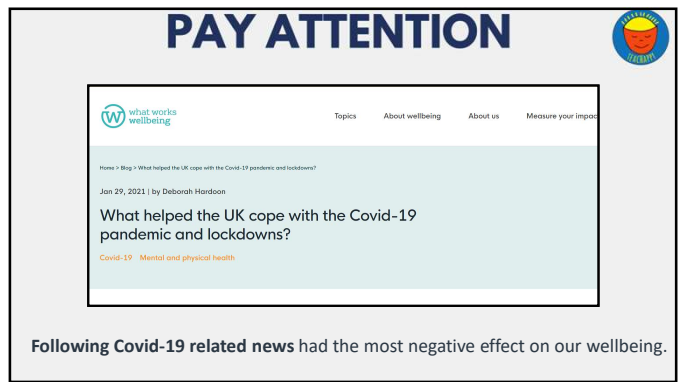 PAY ATTENTION
TEACHAPPY
what works
wellbeing
Topics About wellbeing About us Measure your impac
Home > Blog > What helped the UK cope with the Covid-19 pandemic and lockdowns?
Jan 29, 2021 | by Deborah Hardoon
What helped the UK cope with the Covid-19
pandemic and lockdowns?
Covid-19 Mental and physical health
Following Covid-19 related news had the most negative effect on our wellbeing.